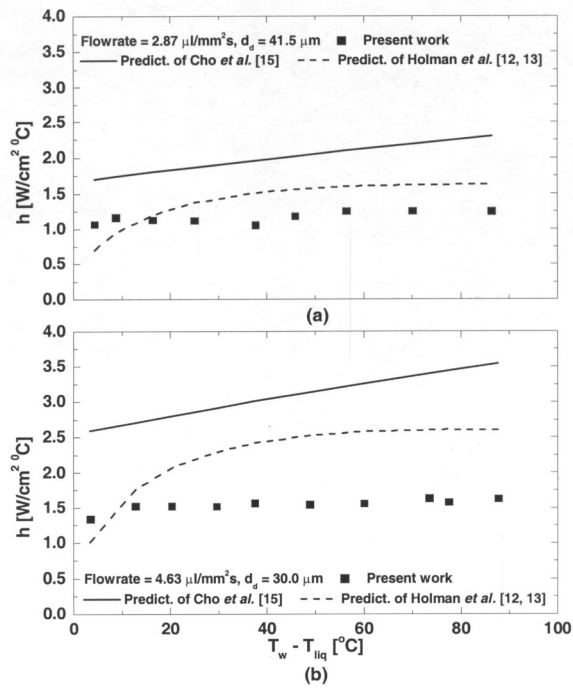 4.0
3.5
3.0
2.5
2.0
1.5
1.0
0.5
0.0
h [W/cm² ⁰C]
Flowrate = 2.87 μl/mm²s, d_d = 41.5 μm ■ Present work
Predict. of Cho et al. [15] Predict. of Holman et al. [12, 13]
(a)
4.0
3.5
3.0
2.5
2.0
1.5
1.0
0.5
0.0
h [W/cm² ⁰C]
Flowrate = 4.63 μl/mm²s, d_d = 30.0 μm ■ Present work
Predict. of Cho et al. [15] Predict. of Holman et al. [12, 13]
0 20 40 60 80 100
T_w - T_liq [°C]
(b)